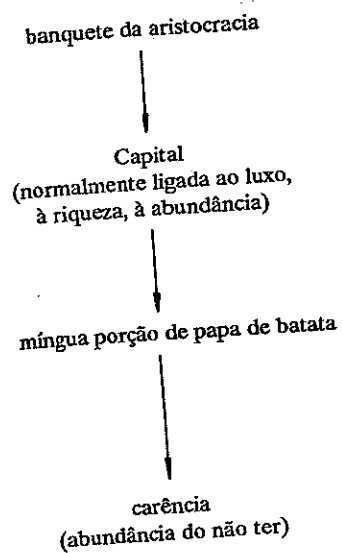 banquete da aristocracia
Capital
(normalmente ligada ao luxo,
à riqueza, à abundância)
míngua porção de papa de batata
carência
(abundância do não ter)